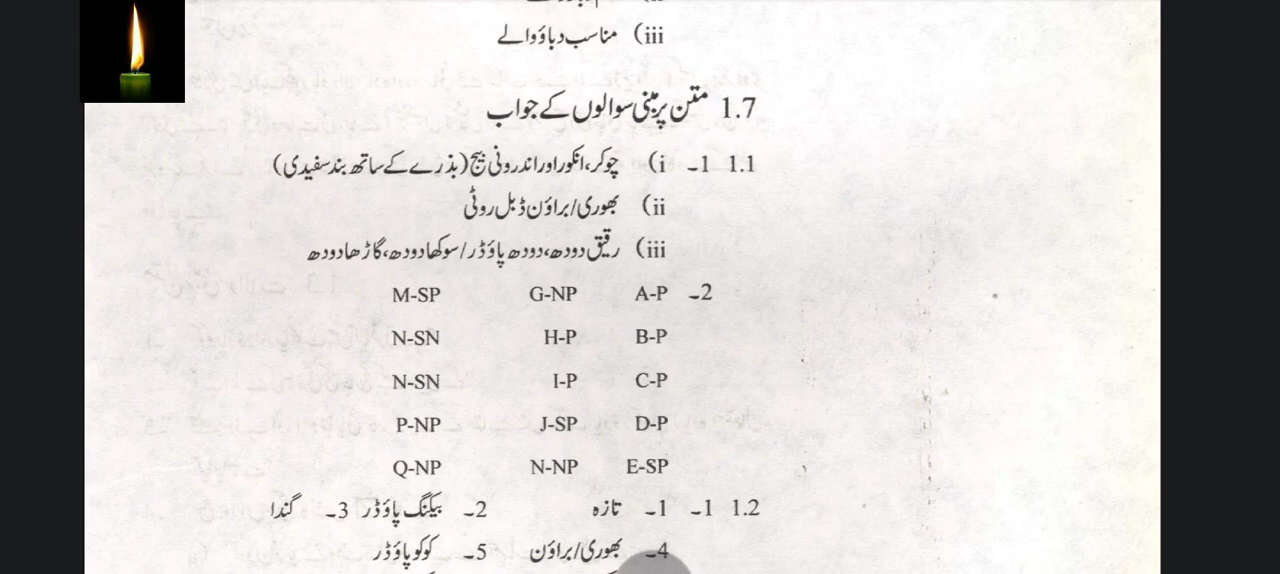 iii) مناسب دباؤ والے
1.7 متن پر مبنی سوالوں کے جواب
1.1 1۔ i) چوکر، انکور اور اندرونی بیج (بذرے کے ساتھ بند سفیدی)
ii) بھوری/براؤن ڈبل روٹی
iii) رقیق دودھ، دودھ پاؤڈر/سوکھا دودھ، گاڑھا دودھ
2۔ A-P G-NP M-SP
B-P H-P N-SN
C-P I-P N-SN
D-P J-SP P-NP
E-SP N-NP Q-NP
1.2 1۔ 1۔ تازہ 2۔ بیکنگ پاؤڈر 3۔ گندا
4۔ بھوری/براؤن 5۔ کوکو پاؤڈر